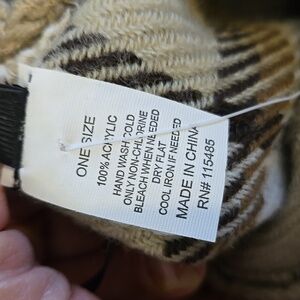 ONE SIZE
100% ACRYLIC
HAND WASH COLD
ONLY NON-CHLORINE
BLEACH WHEN NEEDED
DRY FLAT
COOL IRON IF NEEDED
MADE IN CHINA
RN# 115485